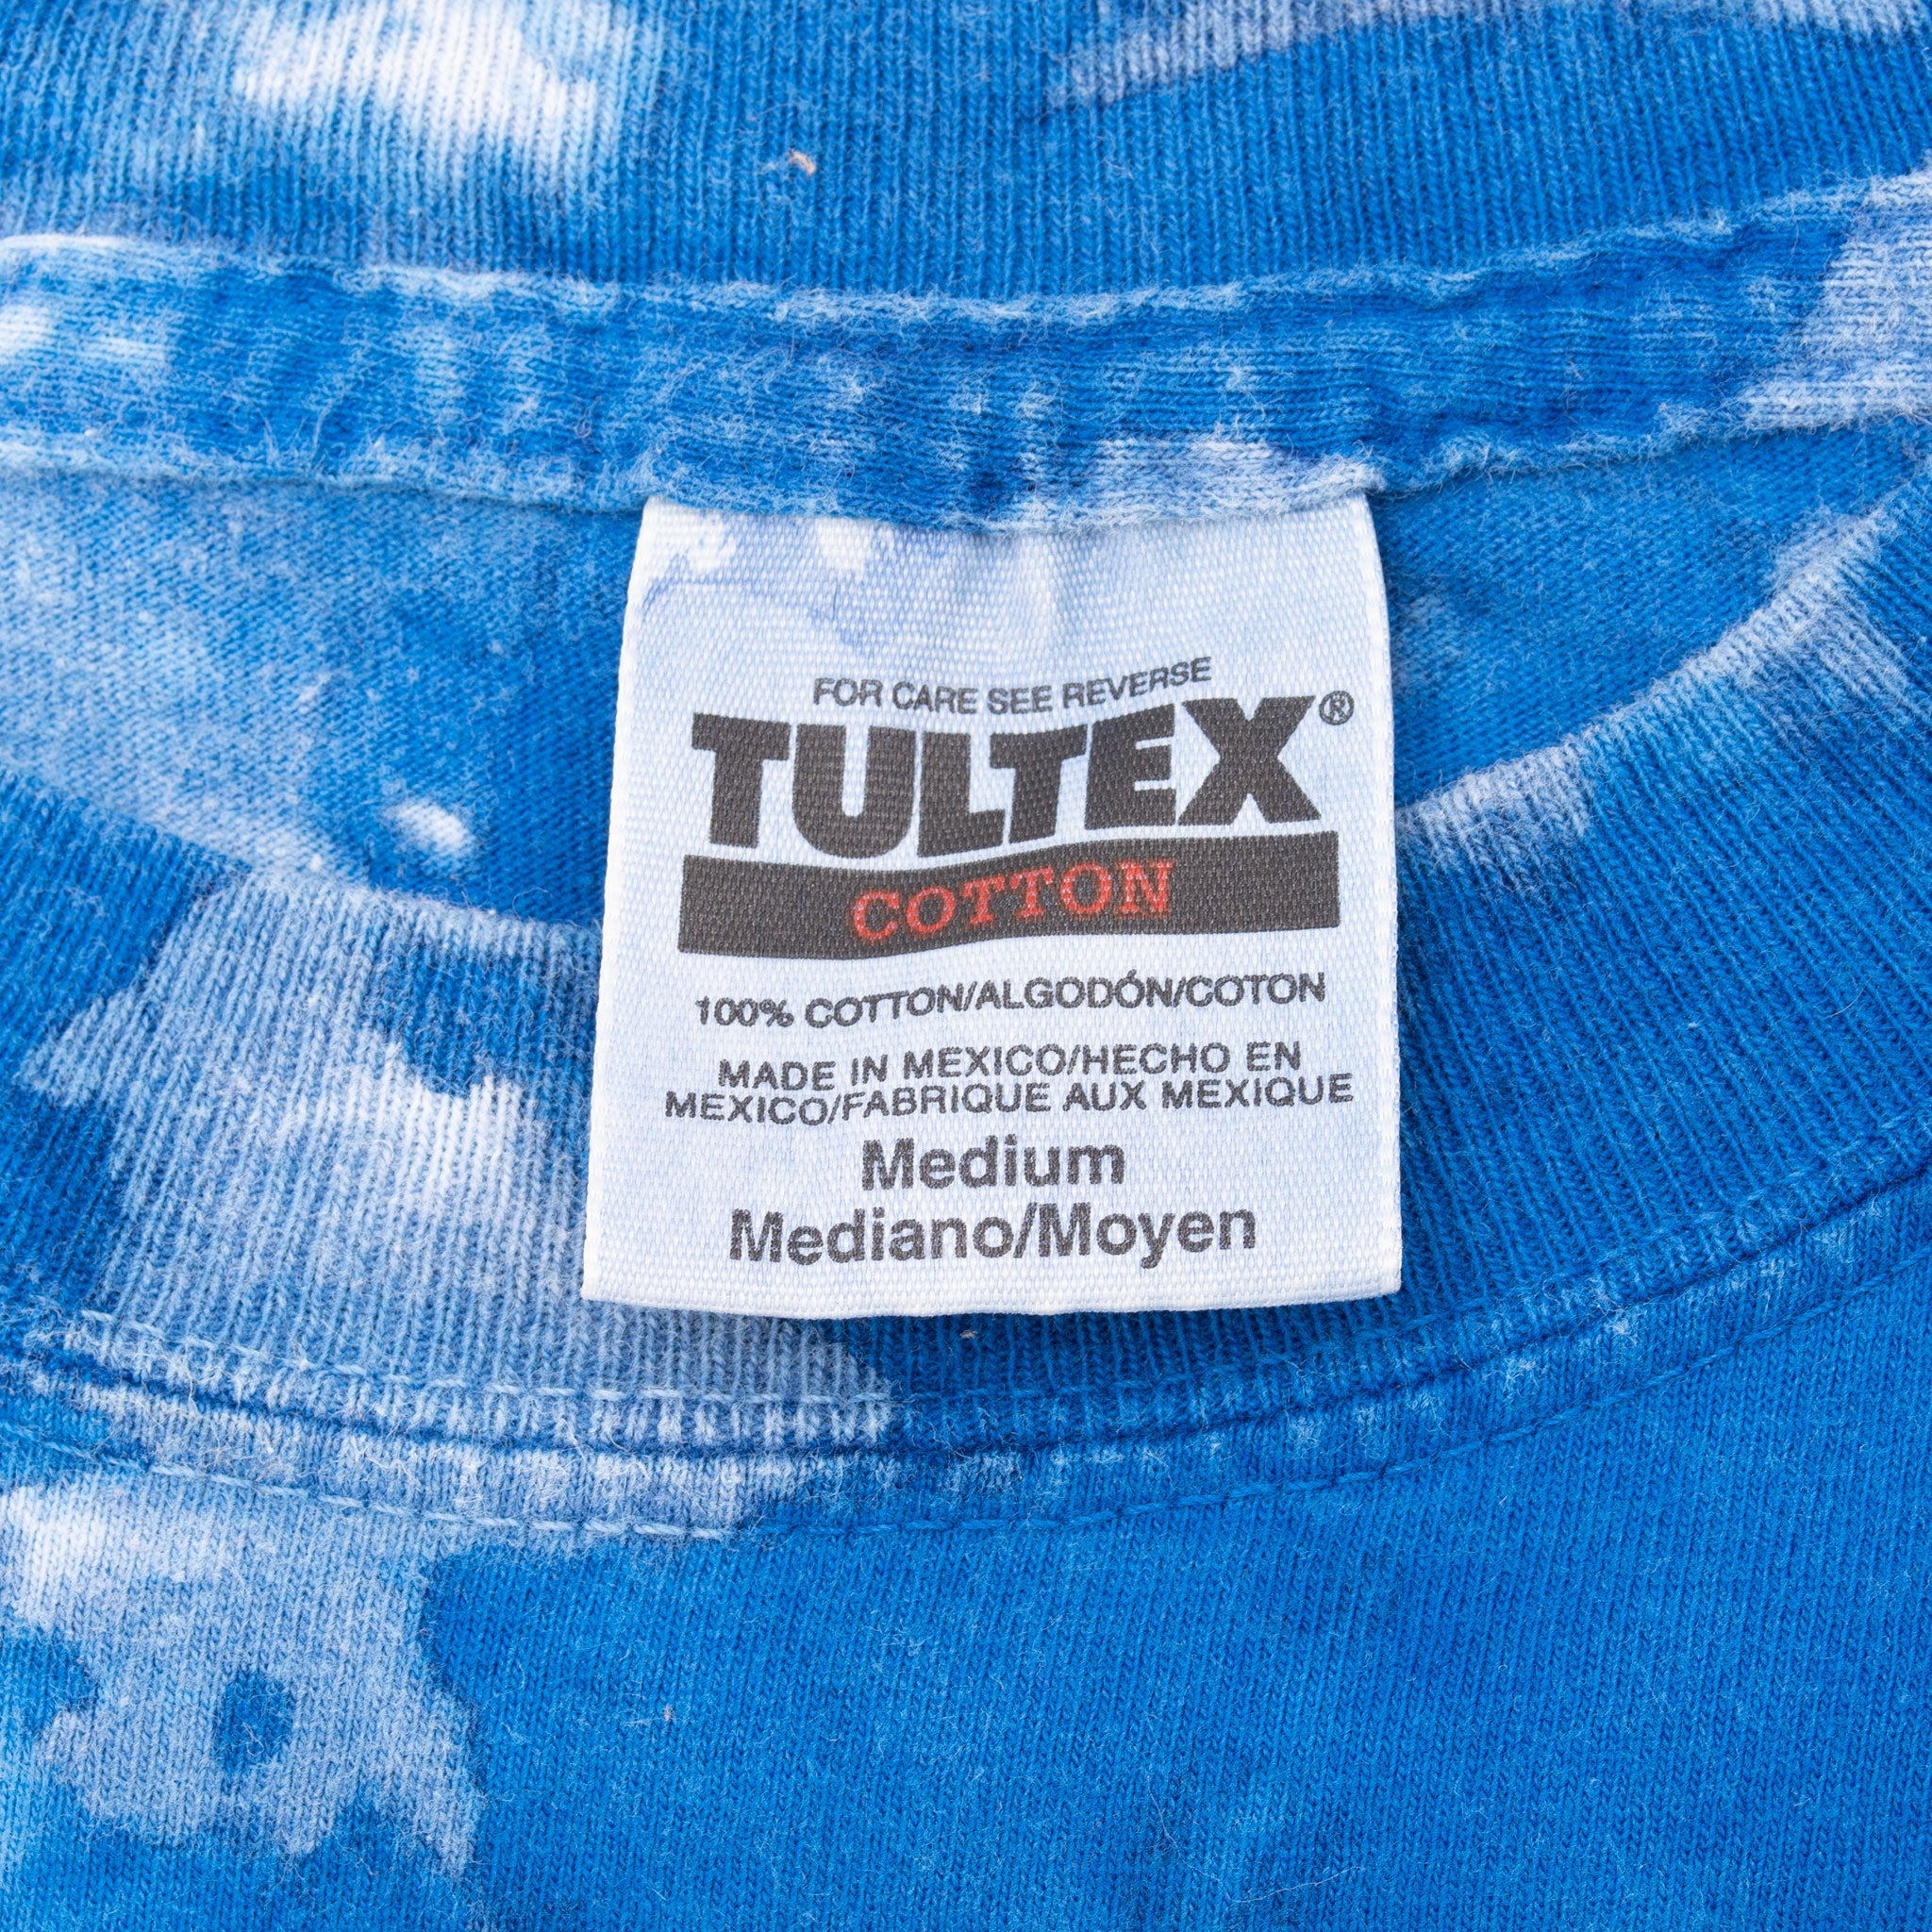 FOR CARE SEE REVERSE
TULTEX®
COTTON
100% COTTON/ALGODÓN/COTON
MADE IN MEXICO/HECHO EN
MEXICO/FABRIQUE AUX MEXIQUE
Medium
Mediano/Moyen